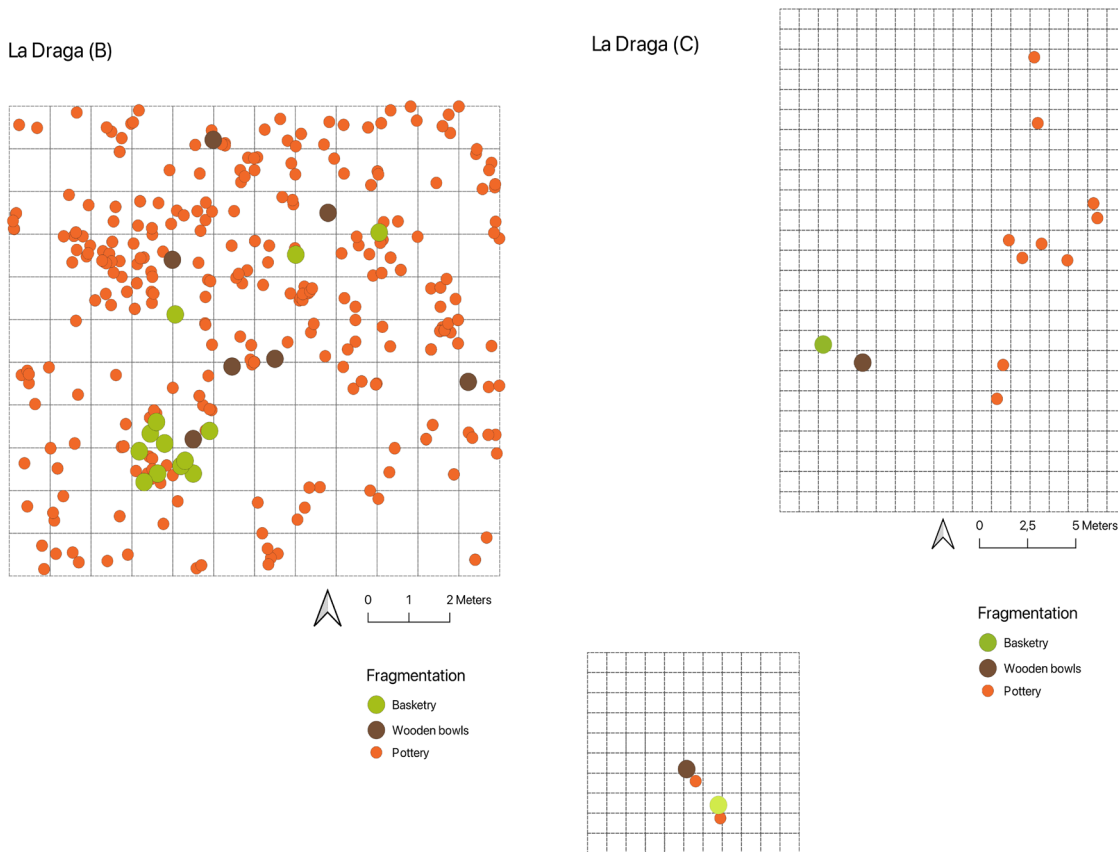 La Draga (B)
0 1 2 Meters
Fragmentation
Basketry
Wooden bowls
Pottery
La Draga (C)
0 2,5 5 Meters
Fragmentation
Basketry
Wooden bowls
Pottery